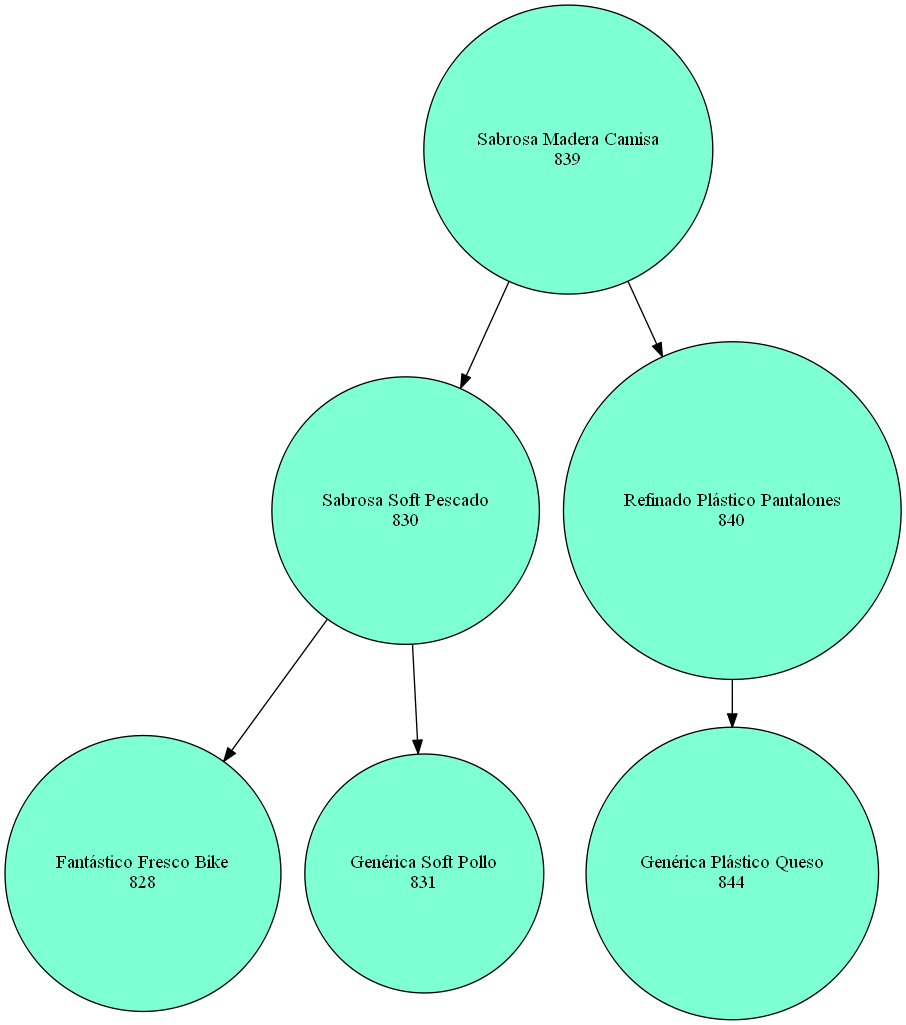 Sabrosa Madera Camisa
839
Sabrosa Soft Pescado
830
Refinado Plástico Pantalones
840
Fantástico Fresco Bike
828
Genérica Soft Pollo
831
Genérica Plástico Queso
844